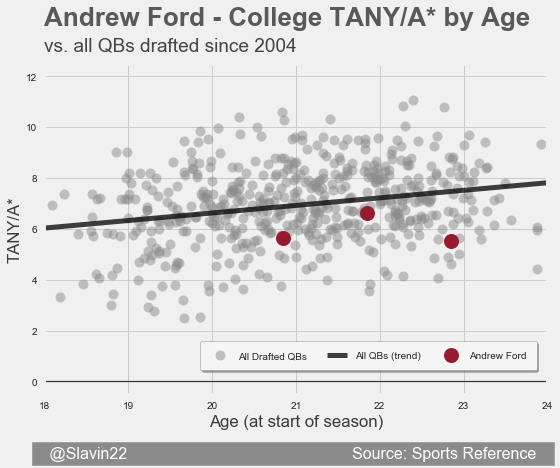 Andrew Ford - College TANY/A* by Age
vs. all QBs drafted since 2004
TANY/A*
12
10
8
6
4
2
0
18
19
20
21
22
23
24
All Drafted QBs
All QBs (trend)
Andrew Ford
Age (at start of season)
@Slavin22
Source: Sports Reference